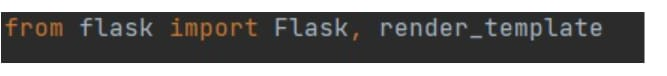 from flask import Flask, render_template